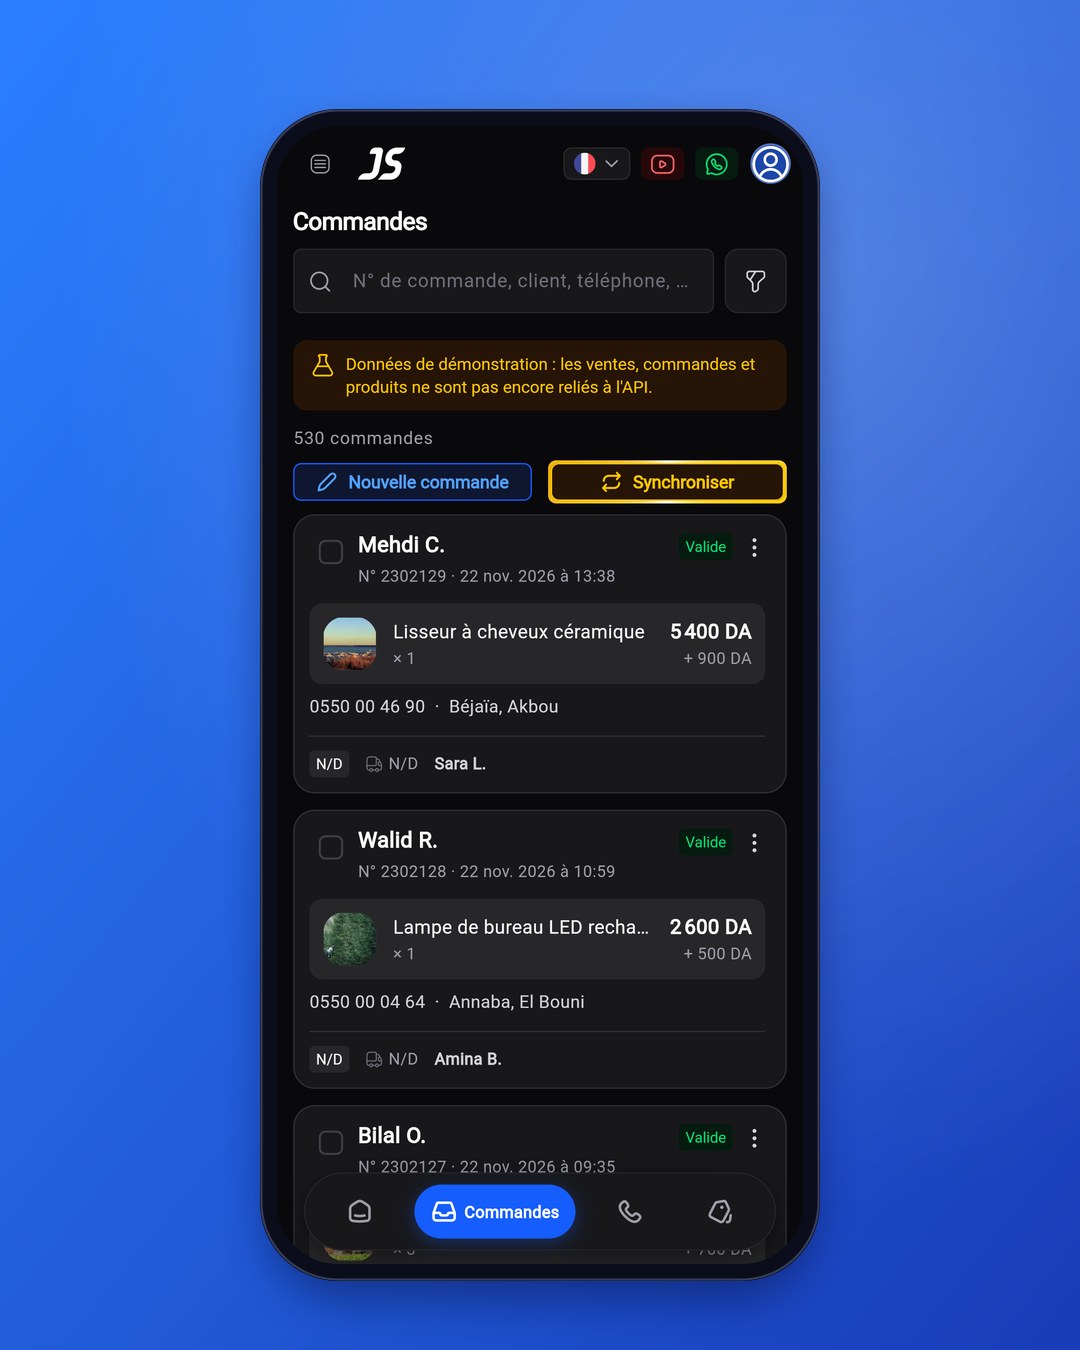 JS
Commandes
N° de commande, client, téléphone, ...
Données de démonstration : les ventes, commandes et
produits ne sont pas encore reliés à l'API.
530 commandes
Nouvelle commande
Synchroniser
Mehdi C.
Valide
N° 2302129 · 22 nov. 2026 à 13:38
Lisseur à cheveux céramique
5 400 DA
× 1
+ 900 DA
0550 00 46 90 · Béjaïa, Akbou
N/D
N/D
Sara L.
Walid R.
Valide
N° 2302128 · 22 nov. 2026 à 10:59
Lampe de bureau LED recha...
2 600 DA
× 1
+ 500 DA
0550 00 04 64 · Annaba, El Bouni
N/D
N/D
Amina B.
Bilal O.
Valide
N° 2302127 · 22 nov. 2026 à 09:35
Commandes